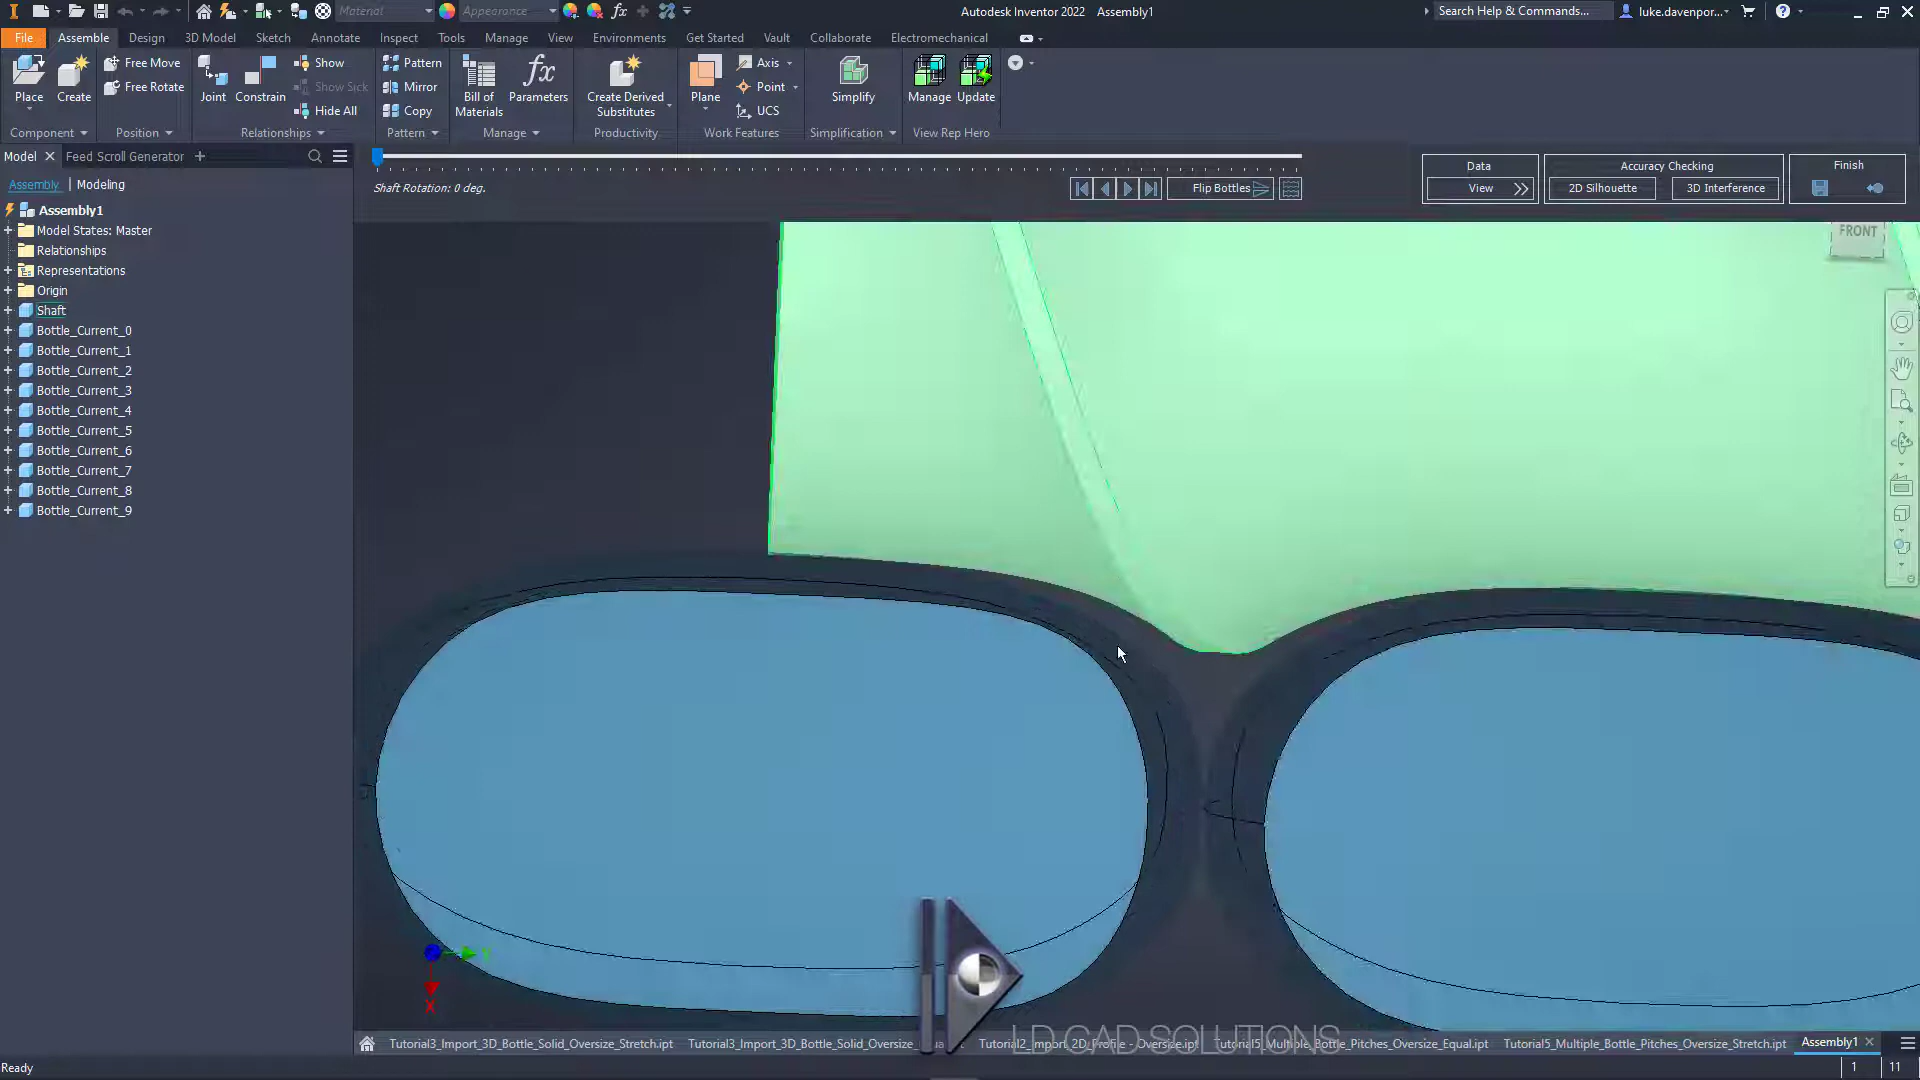 Material
Appearance
Autodesk Inventor 2022 Assembly1
Search Help & Commands...
luke.davenpor...
File Assemble Design 3D Model Sketch Annotate Inspect Tools Manage View Environments Get Started Vault Collaborate Electromechanical
Place
Create
Free Move
Free Rotate
Joint
Constrain
Show
Show Sick
Hide All
Pattern
Mirror
Copy
Bill of Materials
Parameters
Create Derived Substitutes
Plane
Axis
Point
UCS
Simplify
Manage
Update
Component Position Relationships Pattern Manage Productivity Work Features Simplification View Rep Hero
Model Feed Scroll Generator
Assembly | Modeling
Assembly1
Model States: Master
Relationships
Representations
Origin
Shaft
Bottle_Current_0
Bottle_Current_1
Bottle_Current_2
Bottle_Current_3
Bottle_Current_4
Bottle_Current_5
Bottle_Current_6
Bottle_Current_7
Bottle_Current_8
Bottle_Current_9
Shaft Rotation: 0 deg.
Flip Bottles
Data
View
Accuracy Checking
2D Silhouette
3D Interference
Finish
FRONT
Y
X
LD CAD SOLUTIONS
Tutorial3_Import_3D_Bottle_Solid_Oversize_Stretch.ipt
Tutorial3_Import_3D_Bottle_Solid_Oversize_
Tutorial2_Import_2D_Profile - Oversize.ipt
Tutorial5_Multiple_Bottle_Pitches_Oversize_Equal.ipt
Tutorial5_Multiple_Bottle_Pitches_Oversize_Stretch.ipt
Assembly1
Ready
1 11